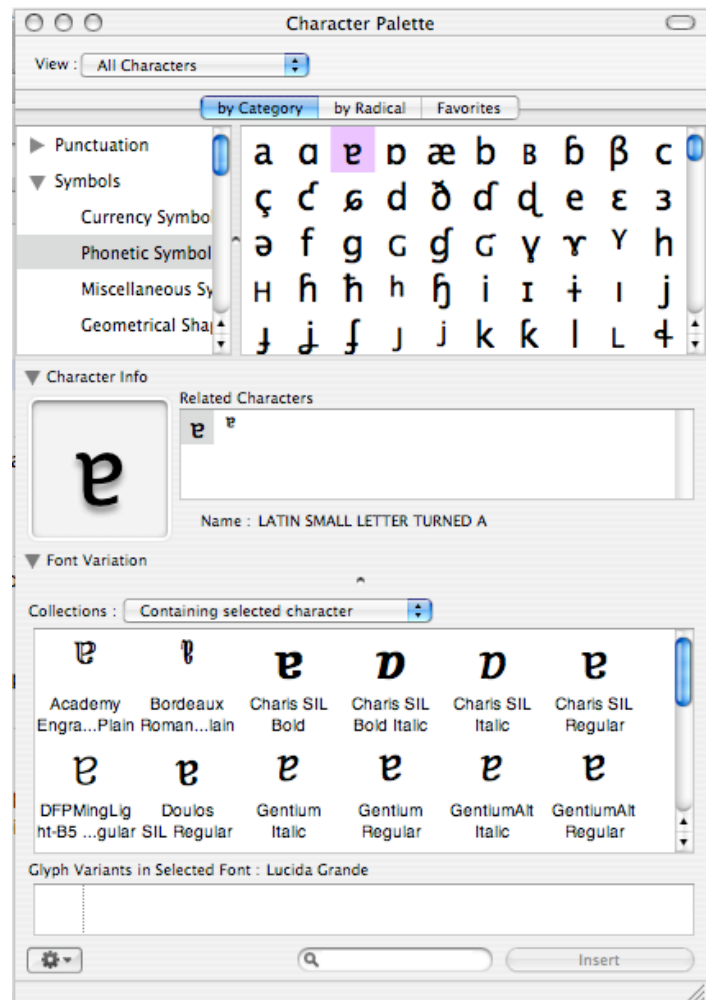 Character Palette
View : All Characters
by Category by Radical Favorites
Punctuation
Symbols
Currency Symbol
Phonetic Symbol
Miscellaneous Sy
Geometrical Shap
a ɑ ɐ ɒ æ b ʙ ɓ β c
ç ƈ ɕ d ð ɗ ɖ e ɛ ɜ
ə f ɡ ɢ ɠ ʛ ɣ ɤ ʏ h
ʜ ɦ ħ ʰ ɧ i ɪ ɨ ı j
ɟ ʝ ʄ ȷ ʲ k ƙ l ʟ ɬ
Character Info
Related Characters
ɐ ᵄ
ɐ
Name : LATIN SMALL LETTER TURNED A
Font Variation
Collections : Containing selected character
ɐ ɐ ɐ ɐ ɐ ɐ
Academy Bordeaux Charis SIL Charis SIL Charis SIL Charis SIL
Engra...Plain Roman...lain Bold Bold Italic Italic Regular
ɐ ɐ ɐ ɐ ɐ ɐ
DFPMingLig Doulos Gentium Gentium GentiumAlt GentiumAlt
ht-B5 ...gular SIL Regular Italic Regular Italic Regular
Glyph Variants in Selected Font : Lucida Grande
Insert